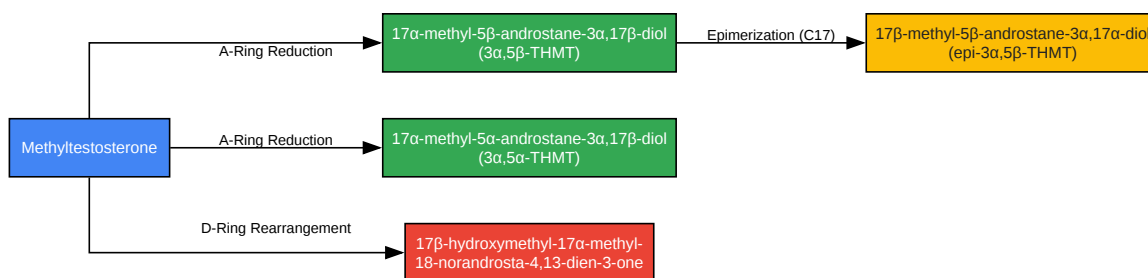 17α-methyl-5β-androstane-3α,17β-diol
(3α,5β-THMT)
Epimerization (C17)
17β-methyl-5β-androstane-3α,17α-diol
(epi-3α,5β-THMT)
A-Ring Reduction
Methyltestosterone
A-Ring Reduction
17α-methyl-5α-androstane-3α,17β-diol
(3α,5α-THMT)
D-Ring Rearrangement
17β-hydroxymethyl-17α-methyl-
18-norandrosta-4,13-dien-3-one